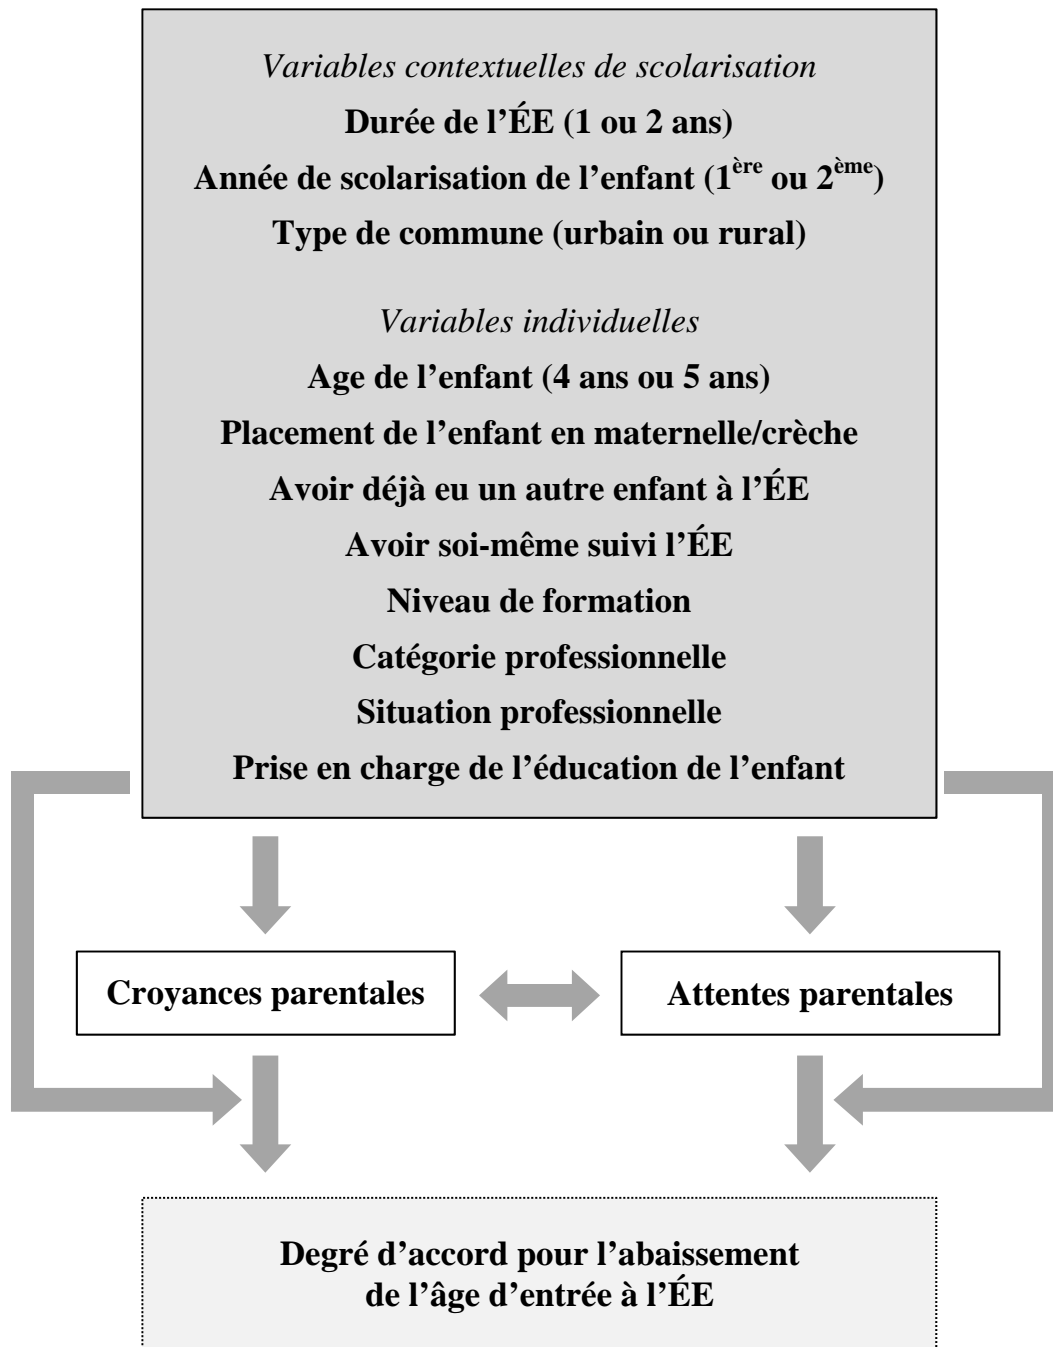 Variables contextuelles de scolarisation
Durée de l’ÉE (1 ou 2 ans)
Année de scolarisation de l’enfant (1ère ou 2ème)
Type de commune (urbain ou rural)
Variables individuelles
Age de l’enfant (4 ans ou 5 ans)
Placement de l’enfant en maternelle/crèche
Avoir déjà eu un autre enfant à l’ÉE
Avoir soi-même suivi l’ÉE
Niveau de formation
Catégorie professionnelle
Situation professionnelle
Prise en charge de l’éducation de l’enfant
Croyances parentales
Attentes parentales
Degré d’accord pour l’abaissement
de l’âge d’entrée à l’ÉE